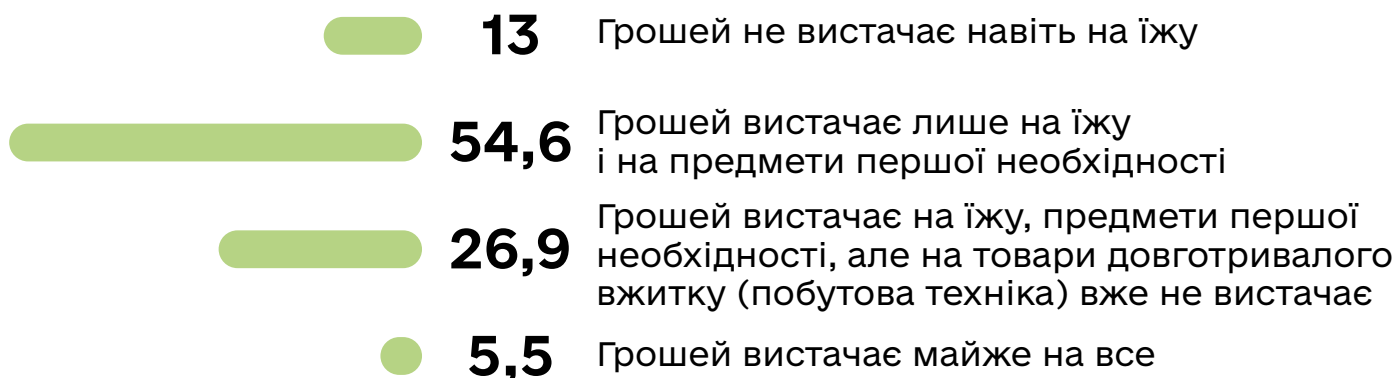 13 Грошей не вистачає навіть на їжу
54,6 Грошей вистачає лише на їжу
і на предмети першої необхідності
26,9 Грошей вистачає на їжу, предмети першої
необхідності, але на товари довготривалого
вжитку (побутова техніка) вже не вистачає
5,5 Грошей вистачає майже на все